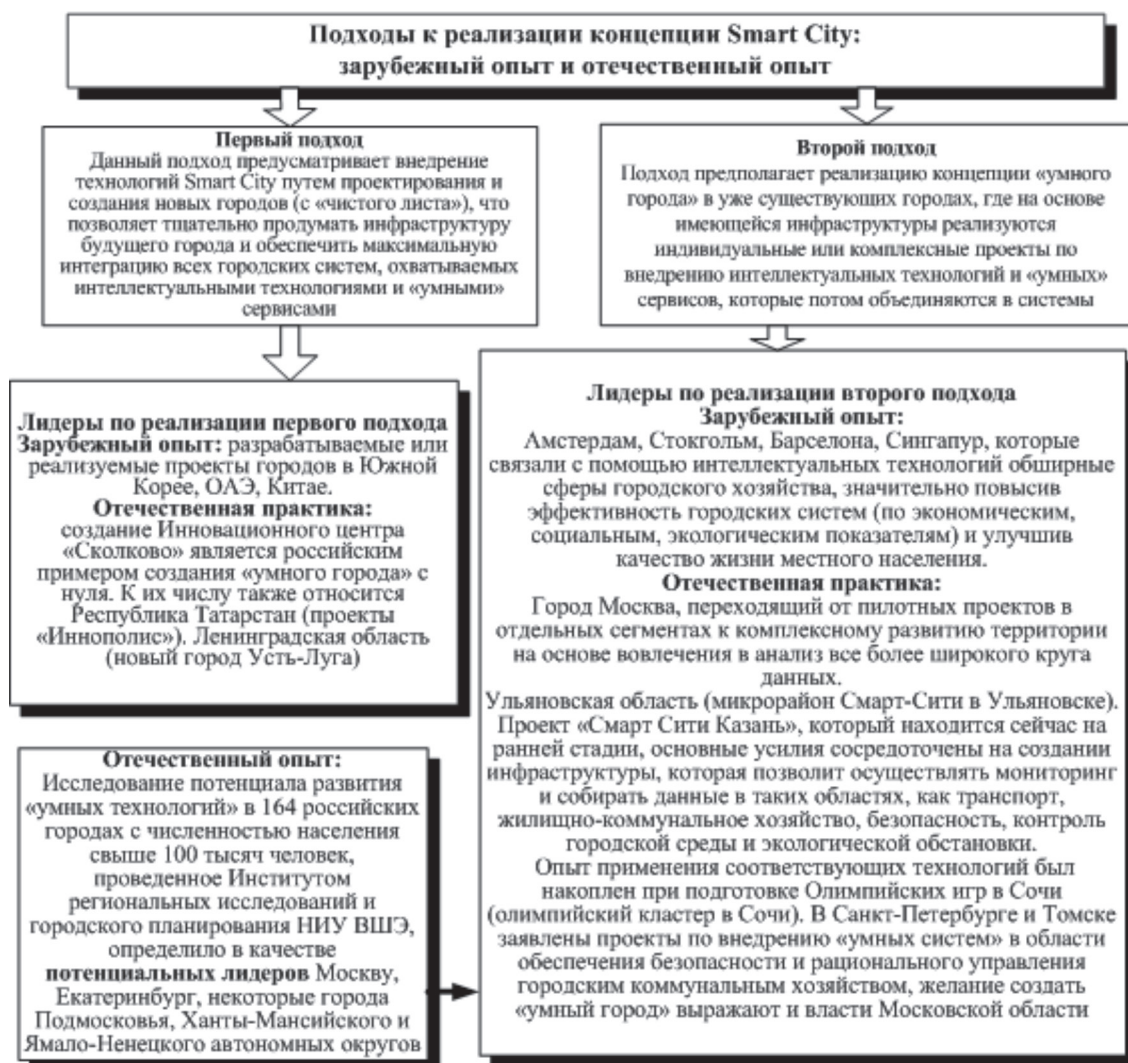 Подходы к реализации концепции Smart City:
зарубежный опыт и отечественный опыт
Первый подход
Данный подход предусматривает внедрение
технологий Smart City путем проектирования и
создания новых городов (с «чистого листа»), что
позволяет тщательно продумать инфраструктуру
будущего города и обеспечить максимальную
интеграцию всех городских систем, охватываемых
интеллектуальными технологиями и «умными»
сервисами
Второй подход
Подход предполагает реализацию концепции «умного
города» в уже существующих городах, где на основе
имеющейся инфраструктуры реализуются
индивидуальные или комплексные проекты по
внедрению интеллектуальных технологий и «умных»
сервисов, которые потом объединяются в системы
Лидеры по реализации первого подхода
Зарубежный опыт: разрабатываемые или
реализуемые проекты городов в Южной
Корее, ОАЭ, Китае.
Отечественная практика:
создание Инновационного центра
«Сколково» является российским
примером создания «умного города» с
нуля. К их числу также относится
Республика Татарстан (проекты
«Иннополис»). Ленинградская область
(новый город Усть-Луга)
Отечественный опыт:
Исследование потенциала развития
«умных технологий» в 164 российских
городах с численностью населения
свыше 100 тысяч человек,
проведенное Институтом
региональных исследований и
городского планирования НИУ ВШЭ,
определило в качестве
потенциальных лидеров Москву,
Екатеринбург, некоторые города
Подмосковья, Ханты-Мансийского и
Ямало-Ненецкого автономных округов
Лидеры по реализации второго подхода
Зарубежный опыт:
Амстердам, Стокгольм, Барселона, Сингапур, которые
связали с помощью интеллектуальных технологий обширные
сферы городского хозяйства, значительно повысив
эффективность городских систем (по экономическим,
социальным, экологическим показателям) и улучшив
качество жизни местного населения.
Отечественная практика:
Город Москва, переходящий от пилотных проектов в
отдельных сегментах к комплексному развитию территории
на основе вовлечения в анализ все более широкого круга
данных.
Ульяновская область (микрорайон Смарт-Сити в Ульяновске).
Проект «Смарт Сити Казань», который находится сейчас на
ранней стадии, основные усилия сосредоточены на создании
инфраструктуры, которая позволит осуществлять мониторинг
и собирать данные в таких областях, как транспорт,
жилищно-коммунальное хозяйство, безопасность, контроль
городской среды и экологической обстановки.
Опыт применения соответствующих технологий был
накоплен при подготовке Олимпийских игр в Сочи
(олимпийский кластер в Сочи). В Санкт-Петербурге и Томске
заявлены проекты по внедрению «умных систем» в области
обеспечения безопасности и рационального управления
городским коммунальным хозяйством, желание создать
«умный город» выражают и власти Московской области